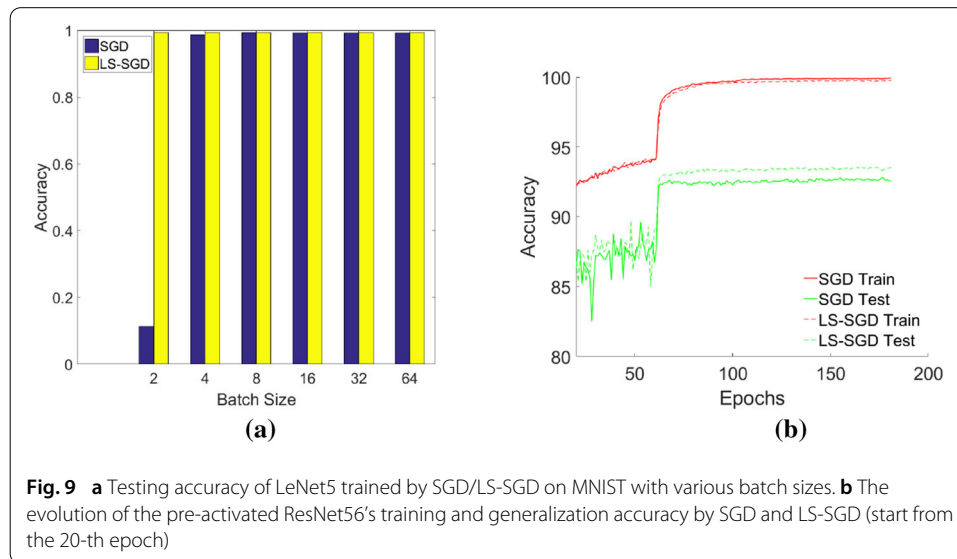 1
0.8
0.6
0.4
0.2
0
Accuracy
SGD
LS-SGD
2 4 8 16 32 64
Batch Size
(a)
100
95
90
85
80
Accuracy
SGD Train
SGD Test
LS-SGD Train
LS-SGD Test
50 100 150 200
Epochs
(b)
Fig. 9 a Testing accuracy of LeNet5 trained by SGD/LS-SGD on MNIST with various batch sizes. b The
evolution of the pre-activated ResNet56's training and generalization accuracy by SGD and LS-SGD (start from
the 20-th epoch)